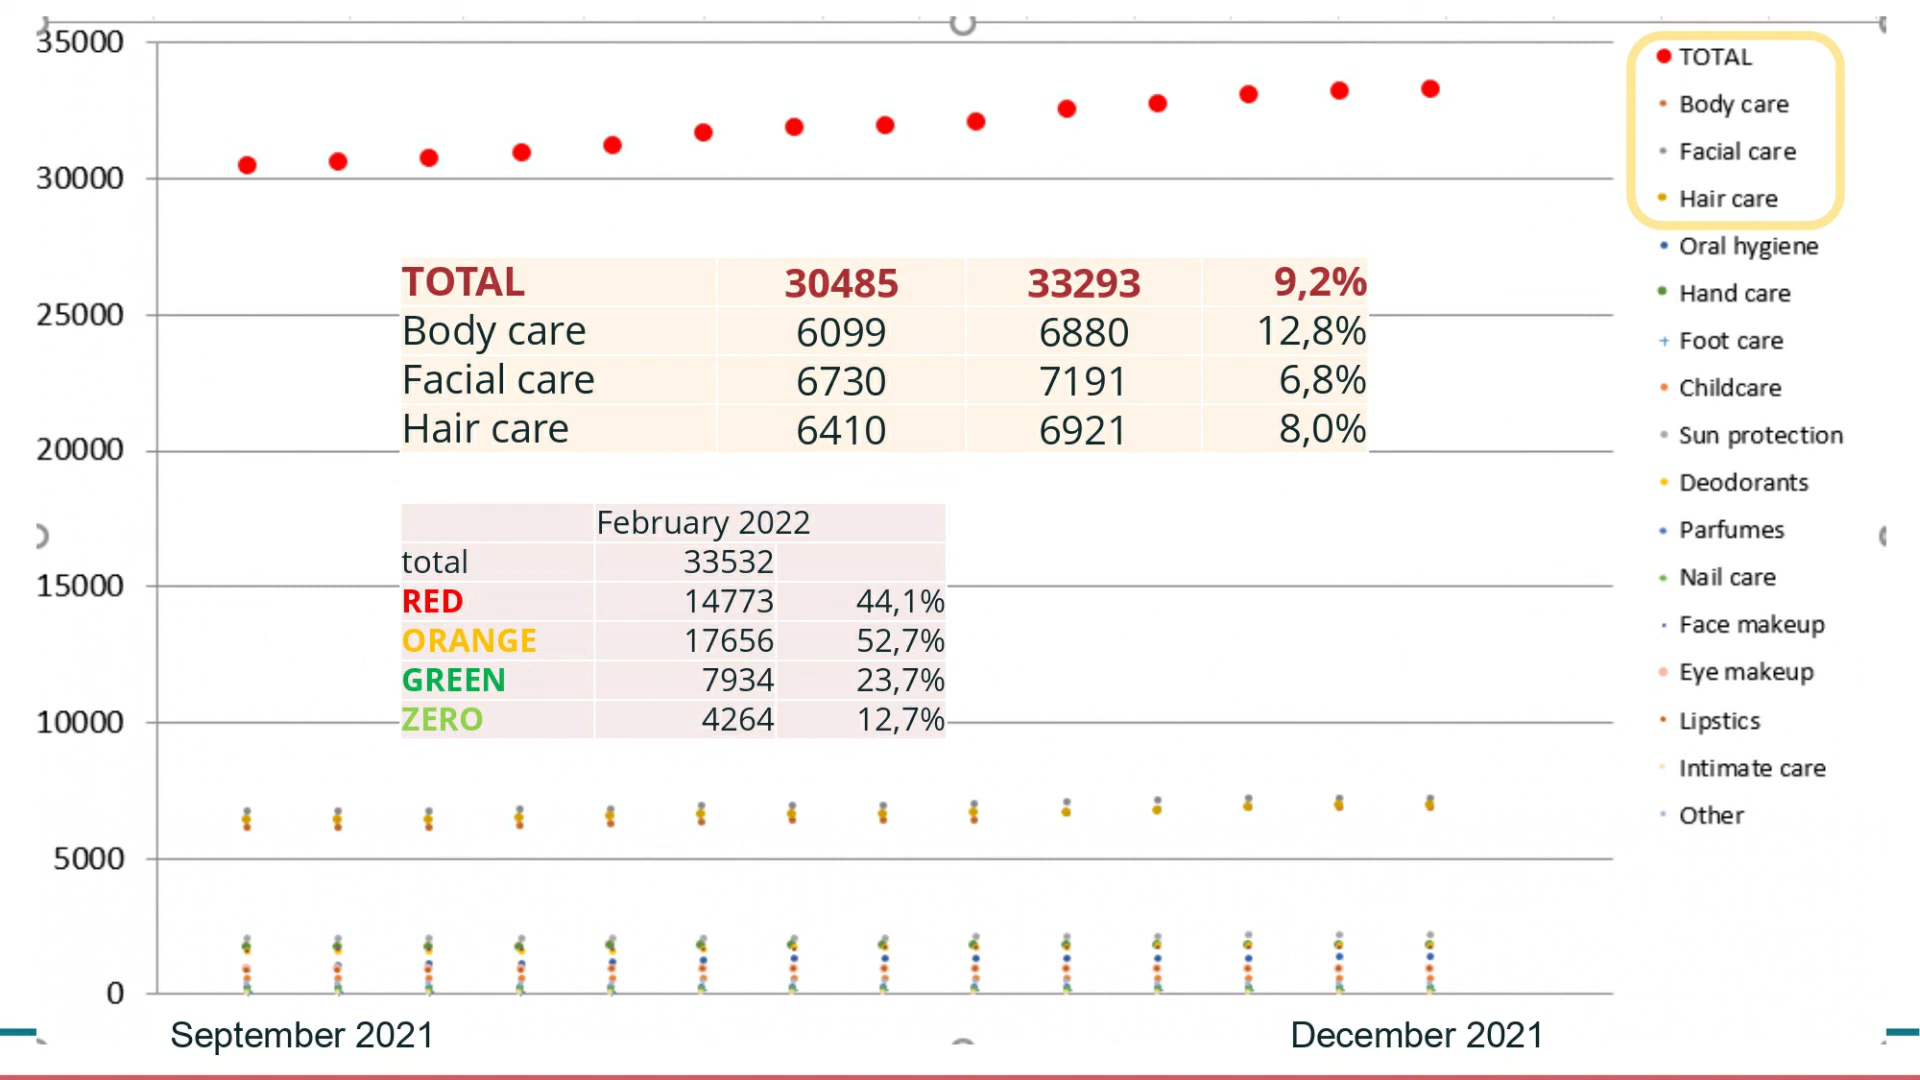 35000
30000
25000
20000
15000
10000
5000
0
TOTAL 30485 33293 9,2%
Body care 6099 6880 12,8%
Facial care 6730 7191 6,8%
Hair care 6410 6921 8,0%
February 2022
total 33532
RED 14773 44,1%
ORANGE 17656 52,7%
GREEN 7934 23,7%
ZERO 4264 12,7%
September 2021
December 2021
TOTAL
Body care
Facial care
Hair care
Oral hygiene
Hand care
Foot care
Childcare
Sun protection
Deodorants
Parfumes
Nail care
Face makeup
Eye makeup
Lipstics
Intimate care
Other